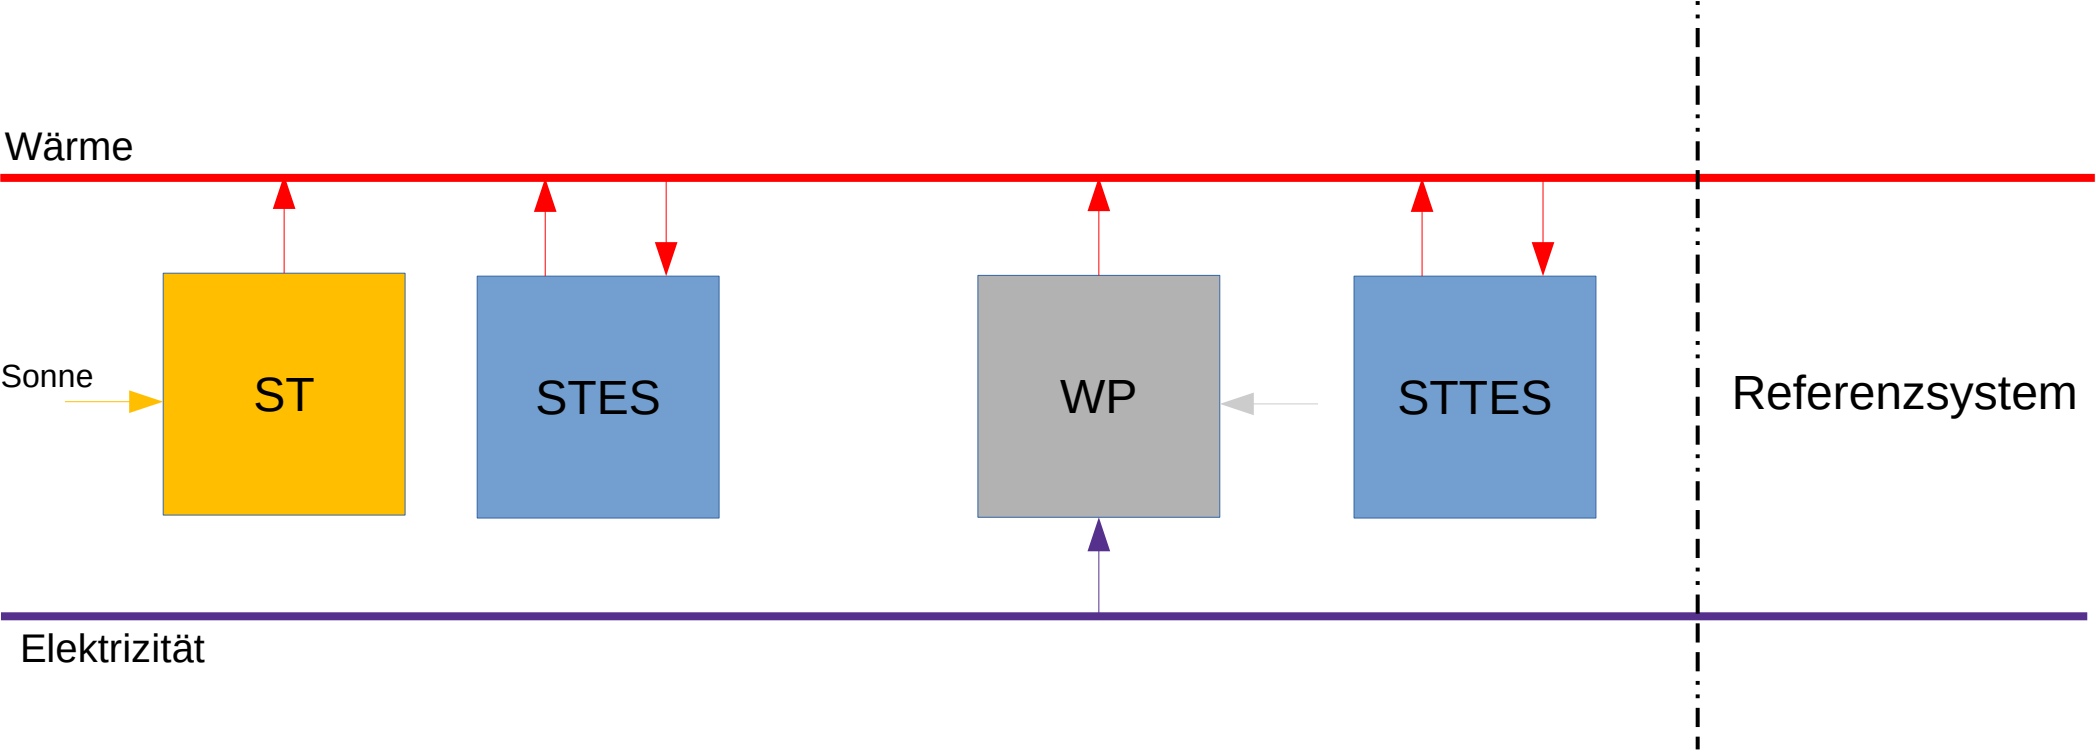 Wärme
Sonne
ST
STES
WP
STTES
Referenzsystem
Elektrizität